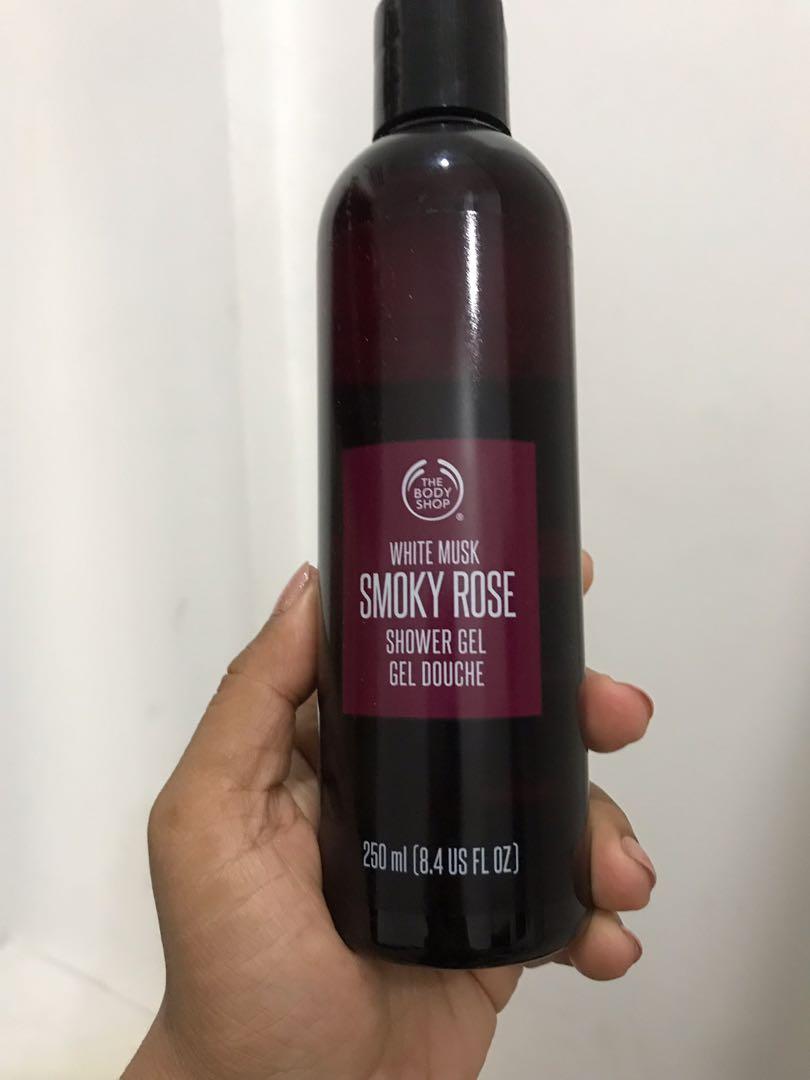 THE
BODY
SHOP®
WHITE MUSK
SMOKY ROSE
SHOWER GEL
GEL DOUCHE
250 ml (8.4 US FL OZ)